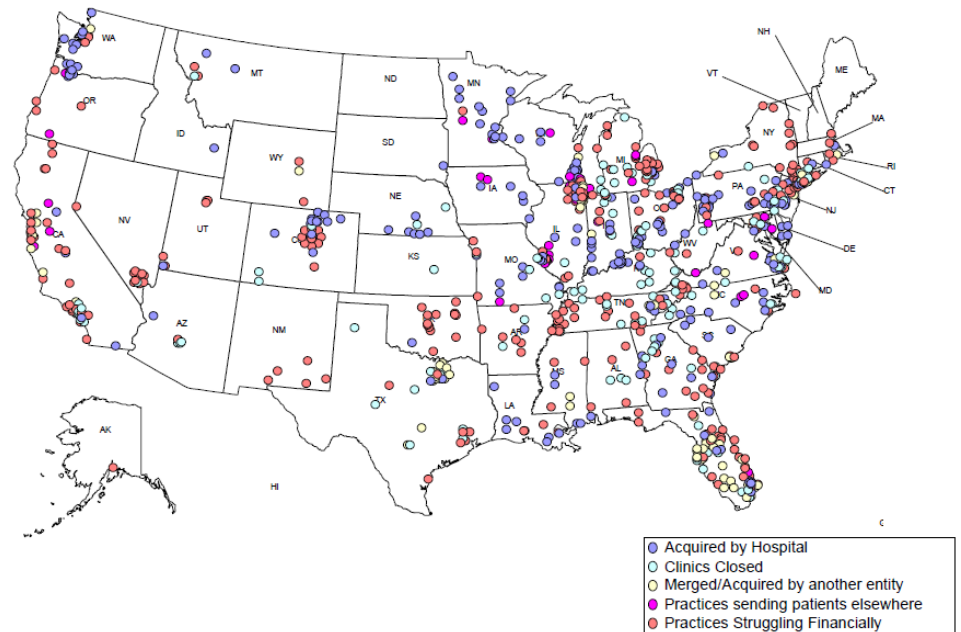 NH
WA
VT
ME
MT
ND
MN
OR
MA
NY
ID
SD
WY
MI
RI
IA
CT
PA
NE
NV
NJ
UT
IL
CA
WV
DE
KS
MO
MD
TN
AZ
NM
AR
SC
GA
MS
AL
TX
LA
AK
HI
Acquired by Hospital
Clinics Closed
Merged/Acquired by another entity
Practices sending patients elsewhere
Practices Struggling Financially